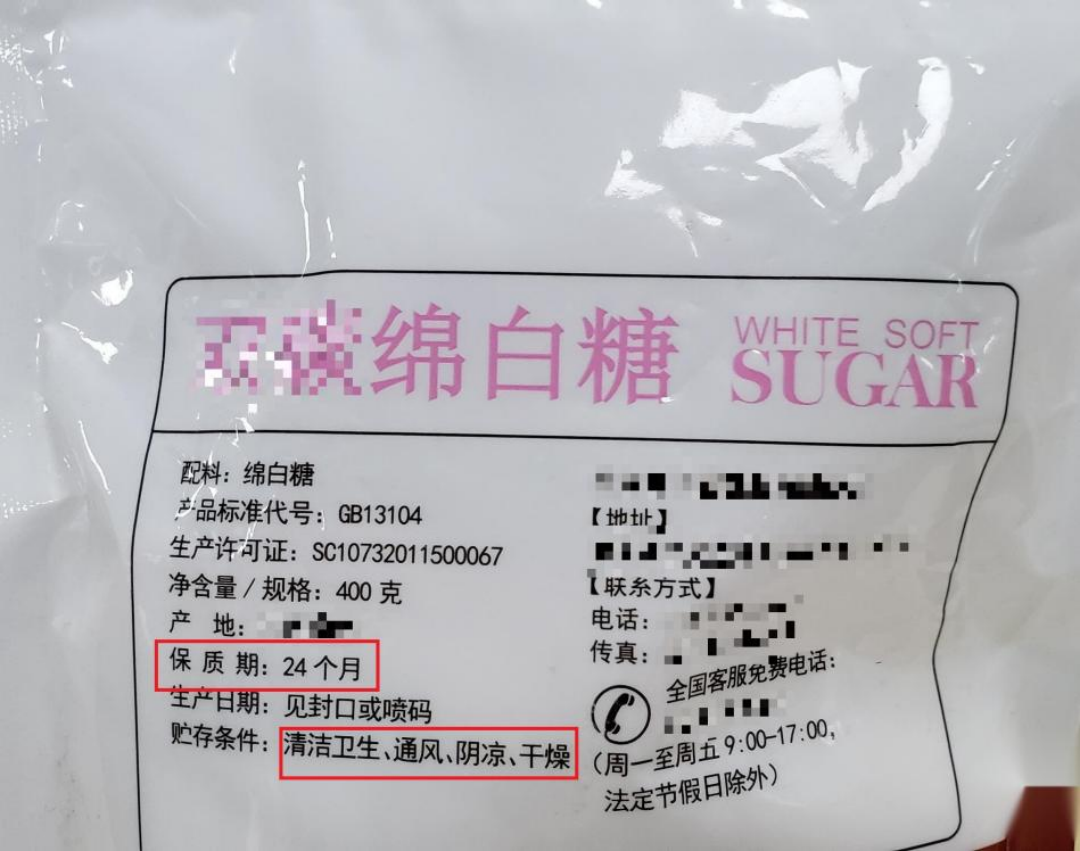 绵白糖
WHITE SOFT
SUGAR
配料：绵白糖
产品标准代号：GB13104
生产许可证：SC10732011500067
净含量/规格：400 克
产 地：
保 质 期：24 个月
生产日期：见封口或喷码
贮存条件：清洁卫生、通风、阴凉、干燥
【地址】
【联系方式】
电话：
传真：
全国客服免费电话：
（周一至周五 9:00-17:00，
法定节假日除外）